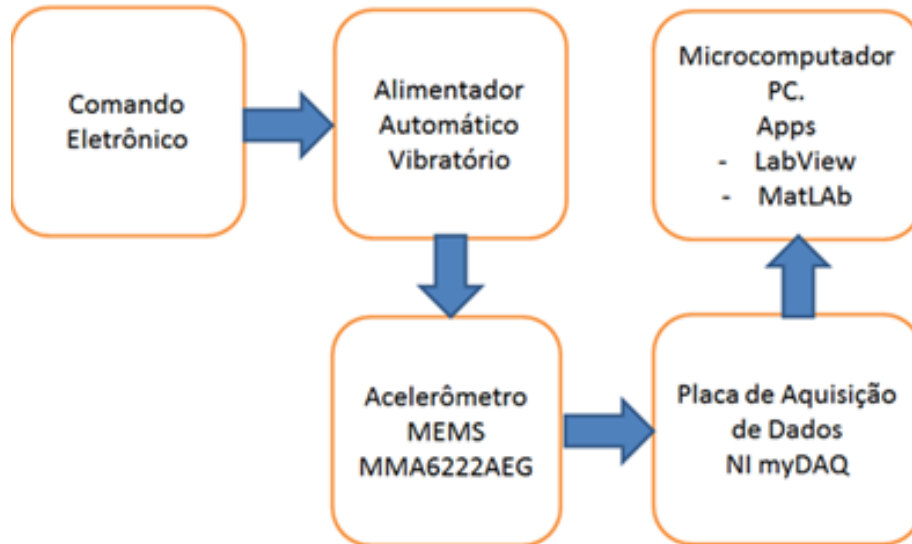 Comando
Eletrônico
Alimentador
Automático
Vibratório
Acelerômetro
MEMS
MMA6222AEG
Placa de Aquisição
de Dados
NI myDAQ
Microcomputador
PC.
Apps
- LabView
- MatLAb